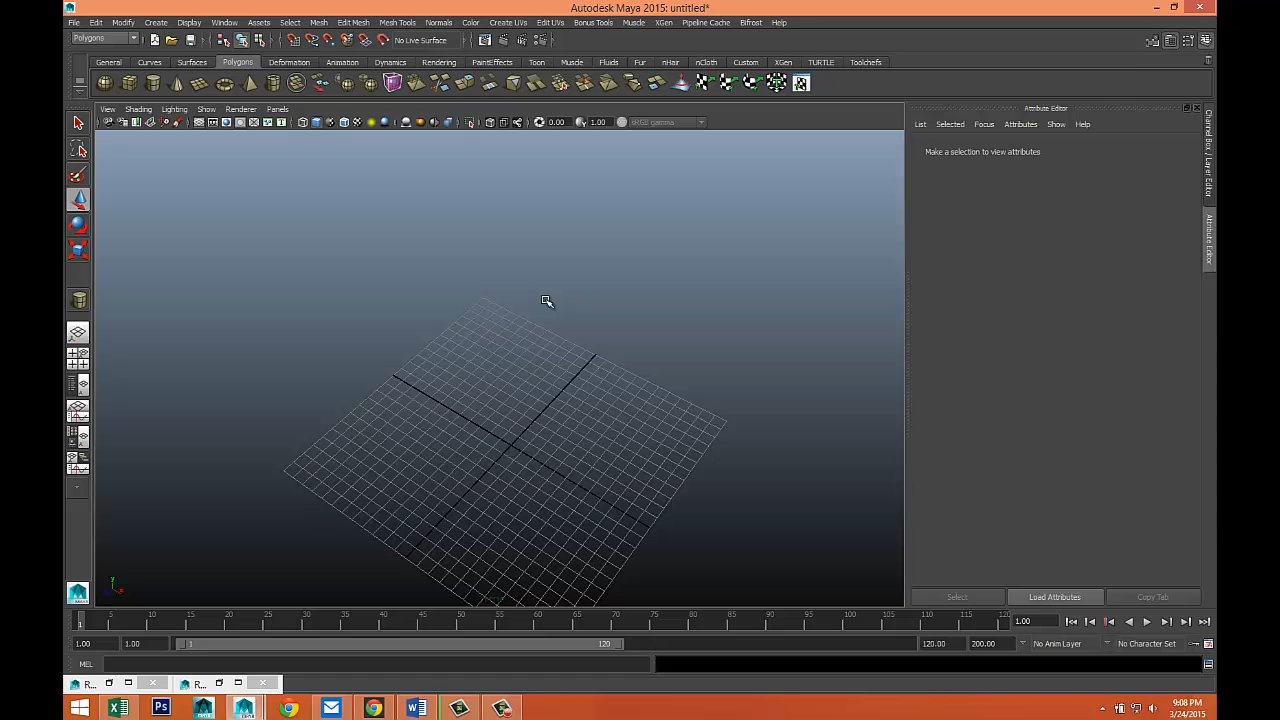 Autodesk Maya 2015: untitled*
File Edit Modify Create Display Window Assets Select Mesh Edit Mesh Mesh Tools Normals Color Create UVs Edit UVs Bonus Tools Muscle XGen Pipeline Cache Bifrost Help
Polygons
No Live Surface
General Curves Surfaces Polygons Deformation Animation Dynamics Rendering PaintEffects Toon Muscle Fluids Fur nHair nCloth Custom XGen TURTLE Toolchefs
View Shading Lighting Show Renderer Panels
0.00 1.00 sRGB gamma
Attribute Editor
List Selected Focus Attributes Show Help
Make a selection to view attributes
Channel Box / Layer Editor
Attribute Editor
Select Load Attributes Copy Tab
1 5 10 15 20 25 30 35 40 45 50 55 60 65 70 75 80 85 90 95 100 105 110 115 120 1.00
1.00 1.00 1 120 120.00 200.00 No Anim Layer No Character Set
MEL
R... R...
9:08 PM
3/24/2015